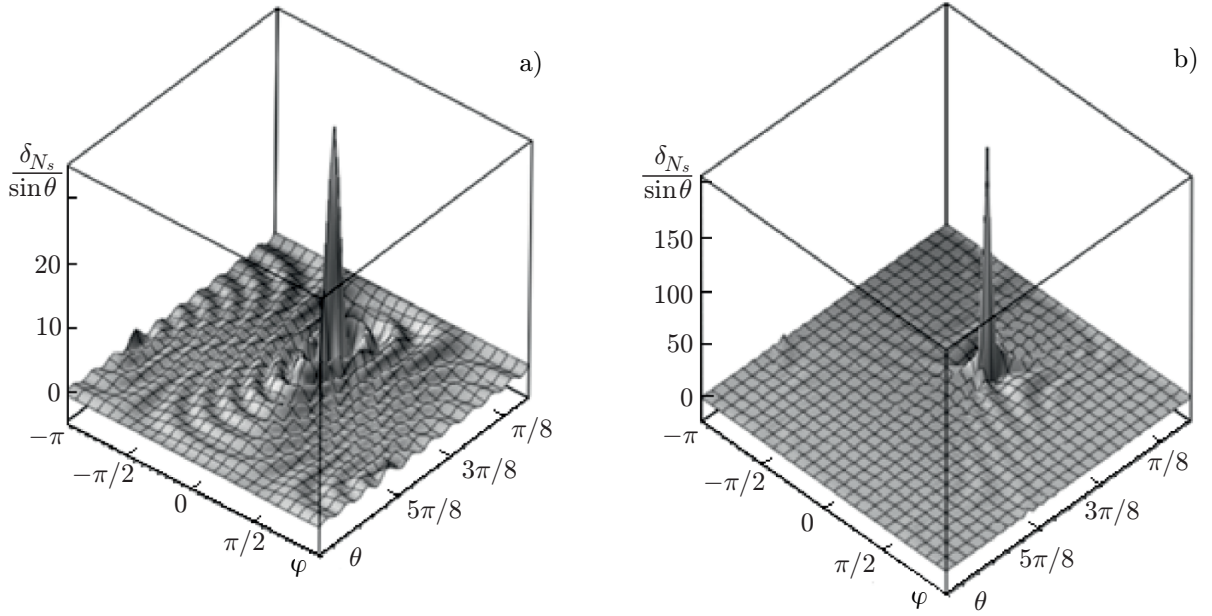 a)
δ_{N_s}
sinθ
20
10
0
−π
−π/2
0
π/2
φ
θ
5π/8
3π/8
π/8
b)
δ_{N_s}
sinθ
150
100
50
0
−π
−π/2
0
π/2
φ
θ
5π/8
3π/8
π/8